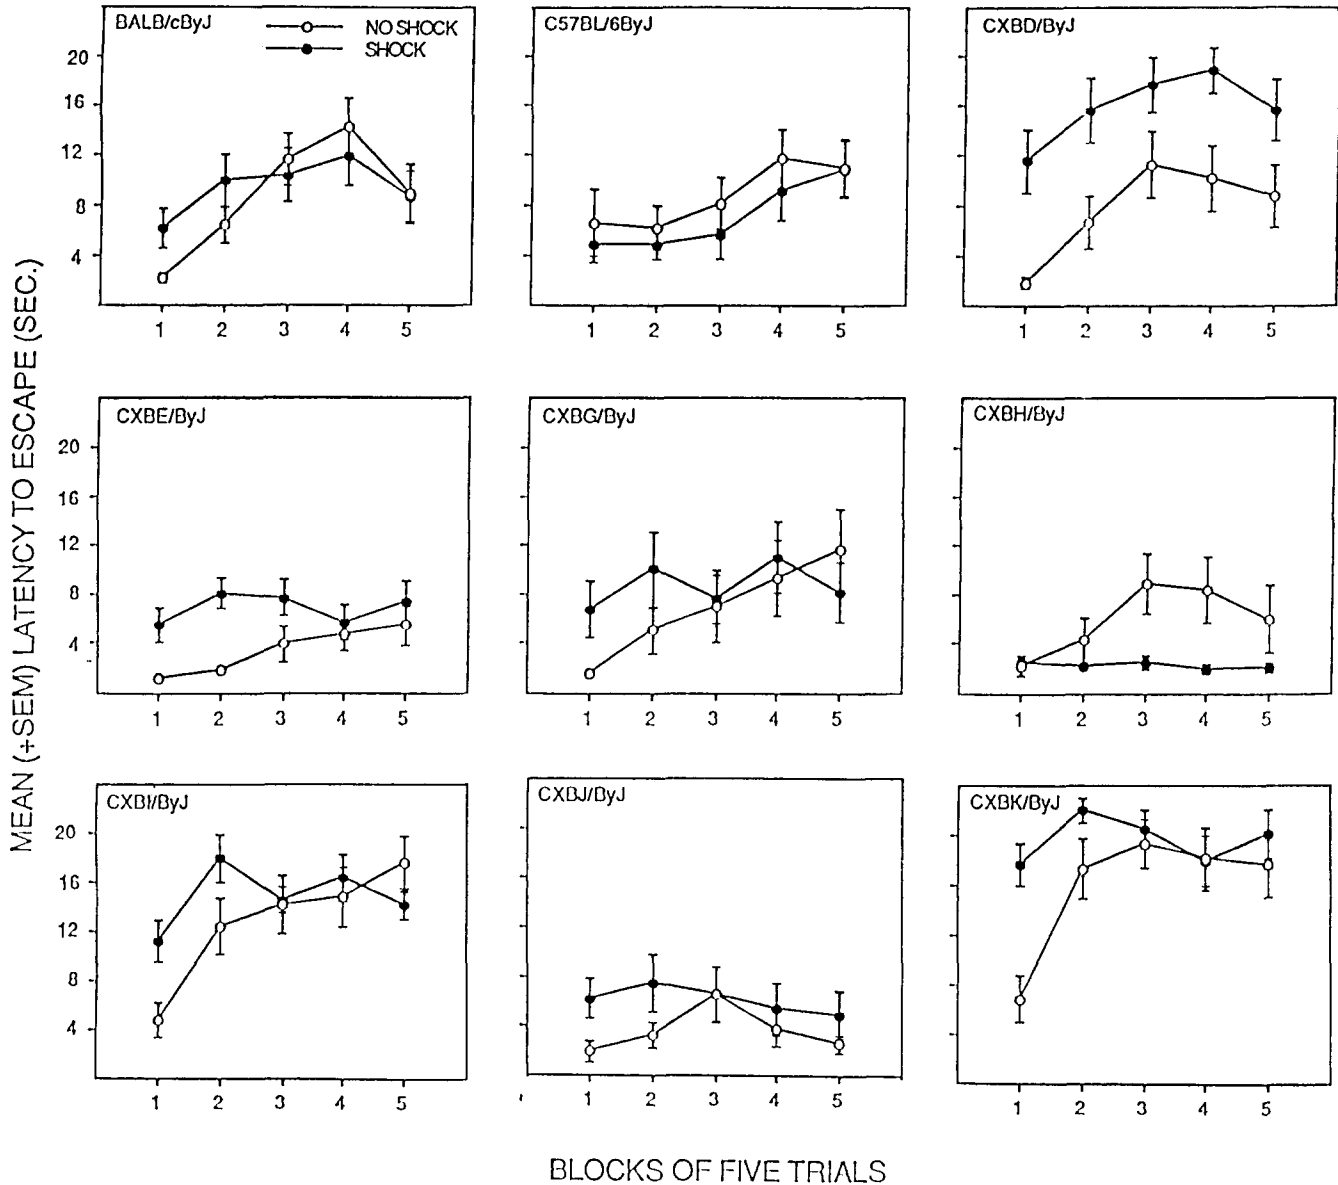 BALB/cByJ
NO SHOCK
SHOCK
20
16
12
8
4
1 2 3 4 5
C57BL/6ByJ
1 2 3 4 5
CXBD/ByJ
1 2 3 4 5
CXBE/ByJ
20
16
12
8
4
1 2 3 4 5
CXBG/ByJ
1 2 3 4 5
CXBH/ByJ
1 2 3 4 5
CXBI/ByJ
20
16
12
8
4
1 2 3 4 5
CXBJ/ByJ
1 2 3 4 5
CXBK/ByJ
1 2 3 4 5
MEAN (+SEM) LATENCY TO ESCAPE (SEC.)
BLOCKS OF FIVE TRIALS